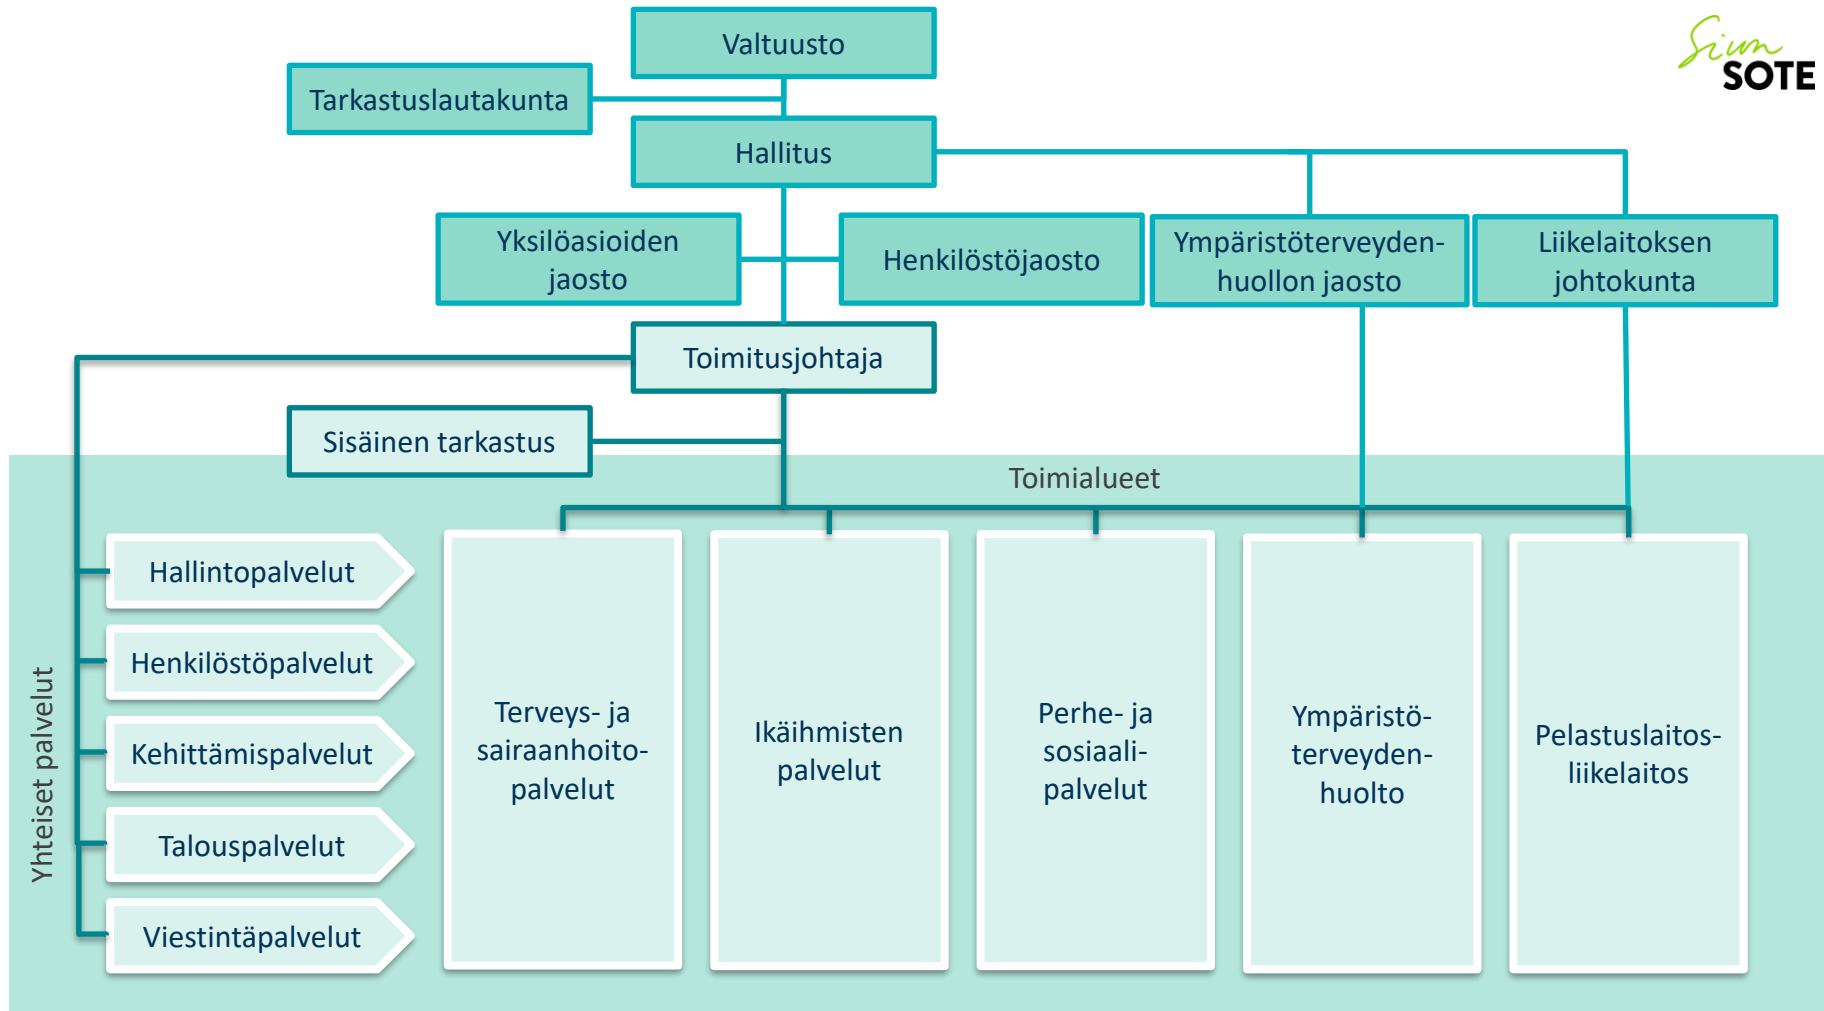 Siun
SOTE
Valtuusto
Tarkastuslautakunta
Hallitus
Yksilöasioiden
jaosto
Henkilöstöjaosto
Ympäristöterveyden-
huollon jaosto
Liikelaitoksen
johtokunta
Toimitusjohtaja
Sisäinen tarkastus
Toimialueet
Yhteiset palvelut
Hallintopalvelut
Henkilöstöpalvelut
Kehittämispalvelut
Talouspalvelut
Viestintäpalvelut
Terveys- ja
sairaanhoito-
palvelut
Ikäihmisten
palvelut
Perhe- ja
sosiaali-
palvelut
Ympäristö-
terveyden-
huolto
Pelastuslaitos-
liikelaitos